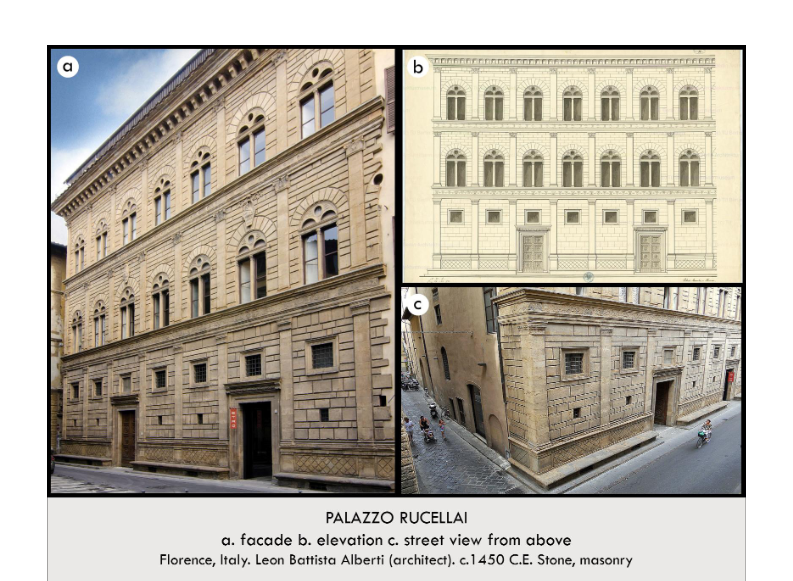 a
b
c
PALAZZO RUCELLAI
a. facade b. elevation c. street view from above
Florence, Italy. Leon Battista Alberti (architect). c.1450 C.E. Stone, masonry